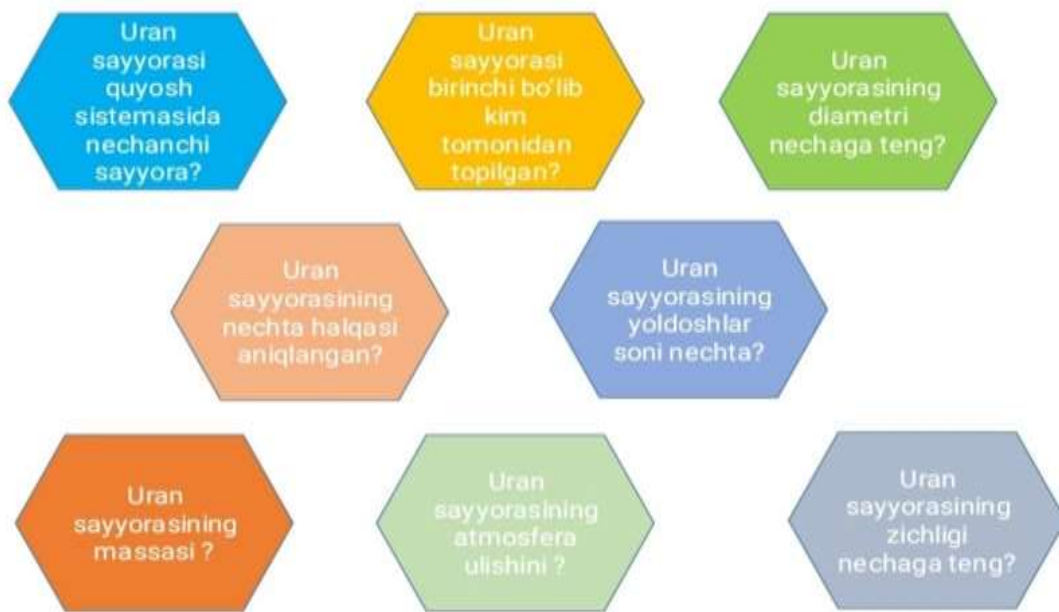 Uran
sayyorasi
quyosh
sistemasida
nechanchi
sayyora?
Uran
sayyorasi
birinchi bo'lib
kim
tomonidan
topilgan?
Uran
sayyorasining
diametri
nechaga teng?
Uran
sayyorasining
nechta halqasi
aniqlangan?
Uran
sayyorasining
yoldoshlar
soni nechta?
Uran
sayyorasining
massasi ?
Uran
sayyorasining
atmosfera
ulishini ?
Uran
sayyorasining
zichligi
nechaga teng?